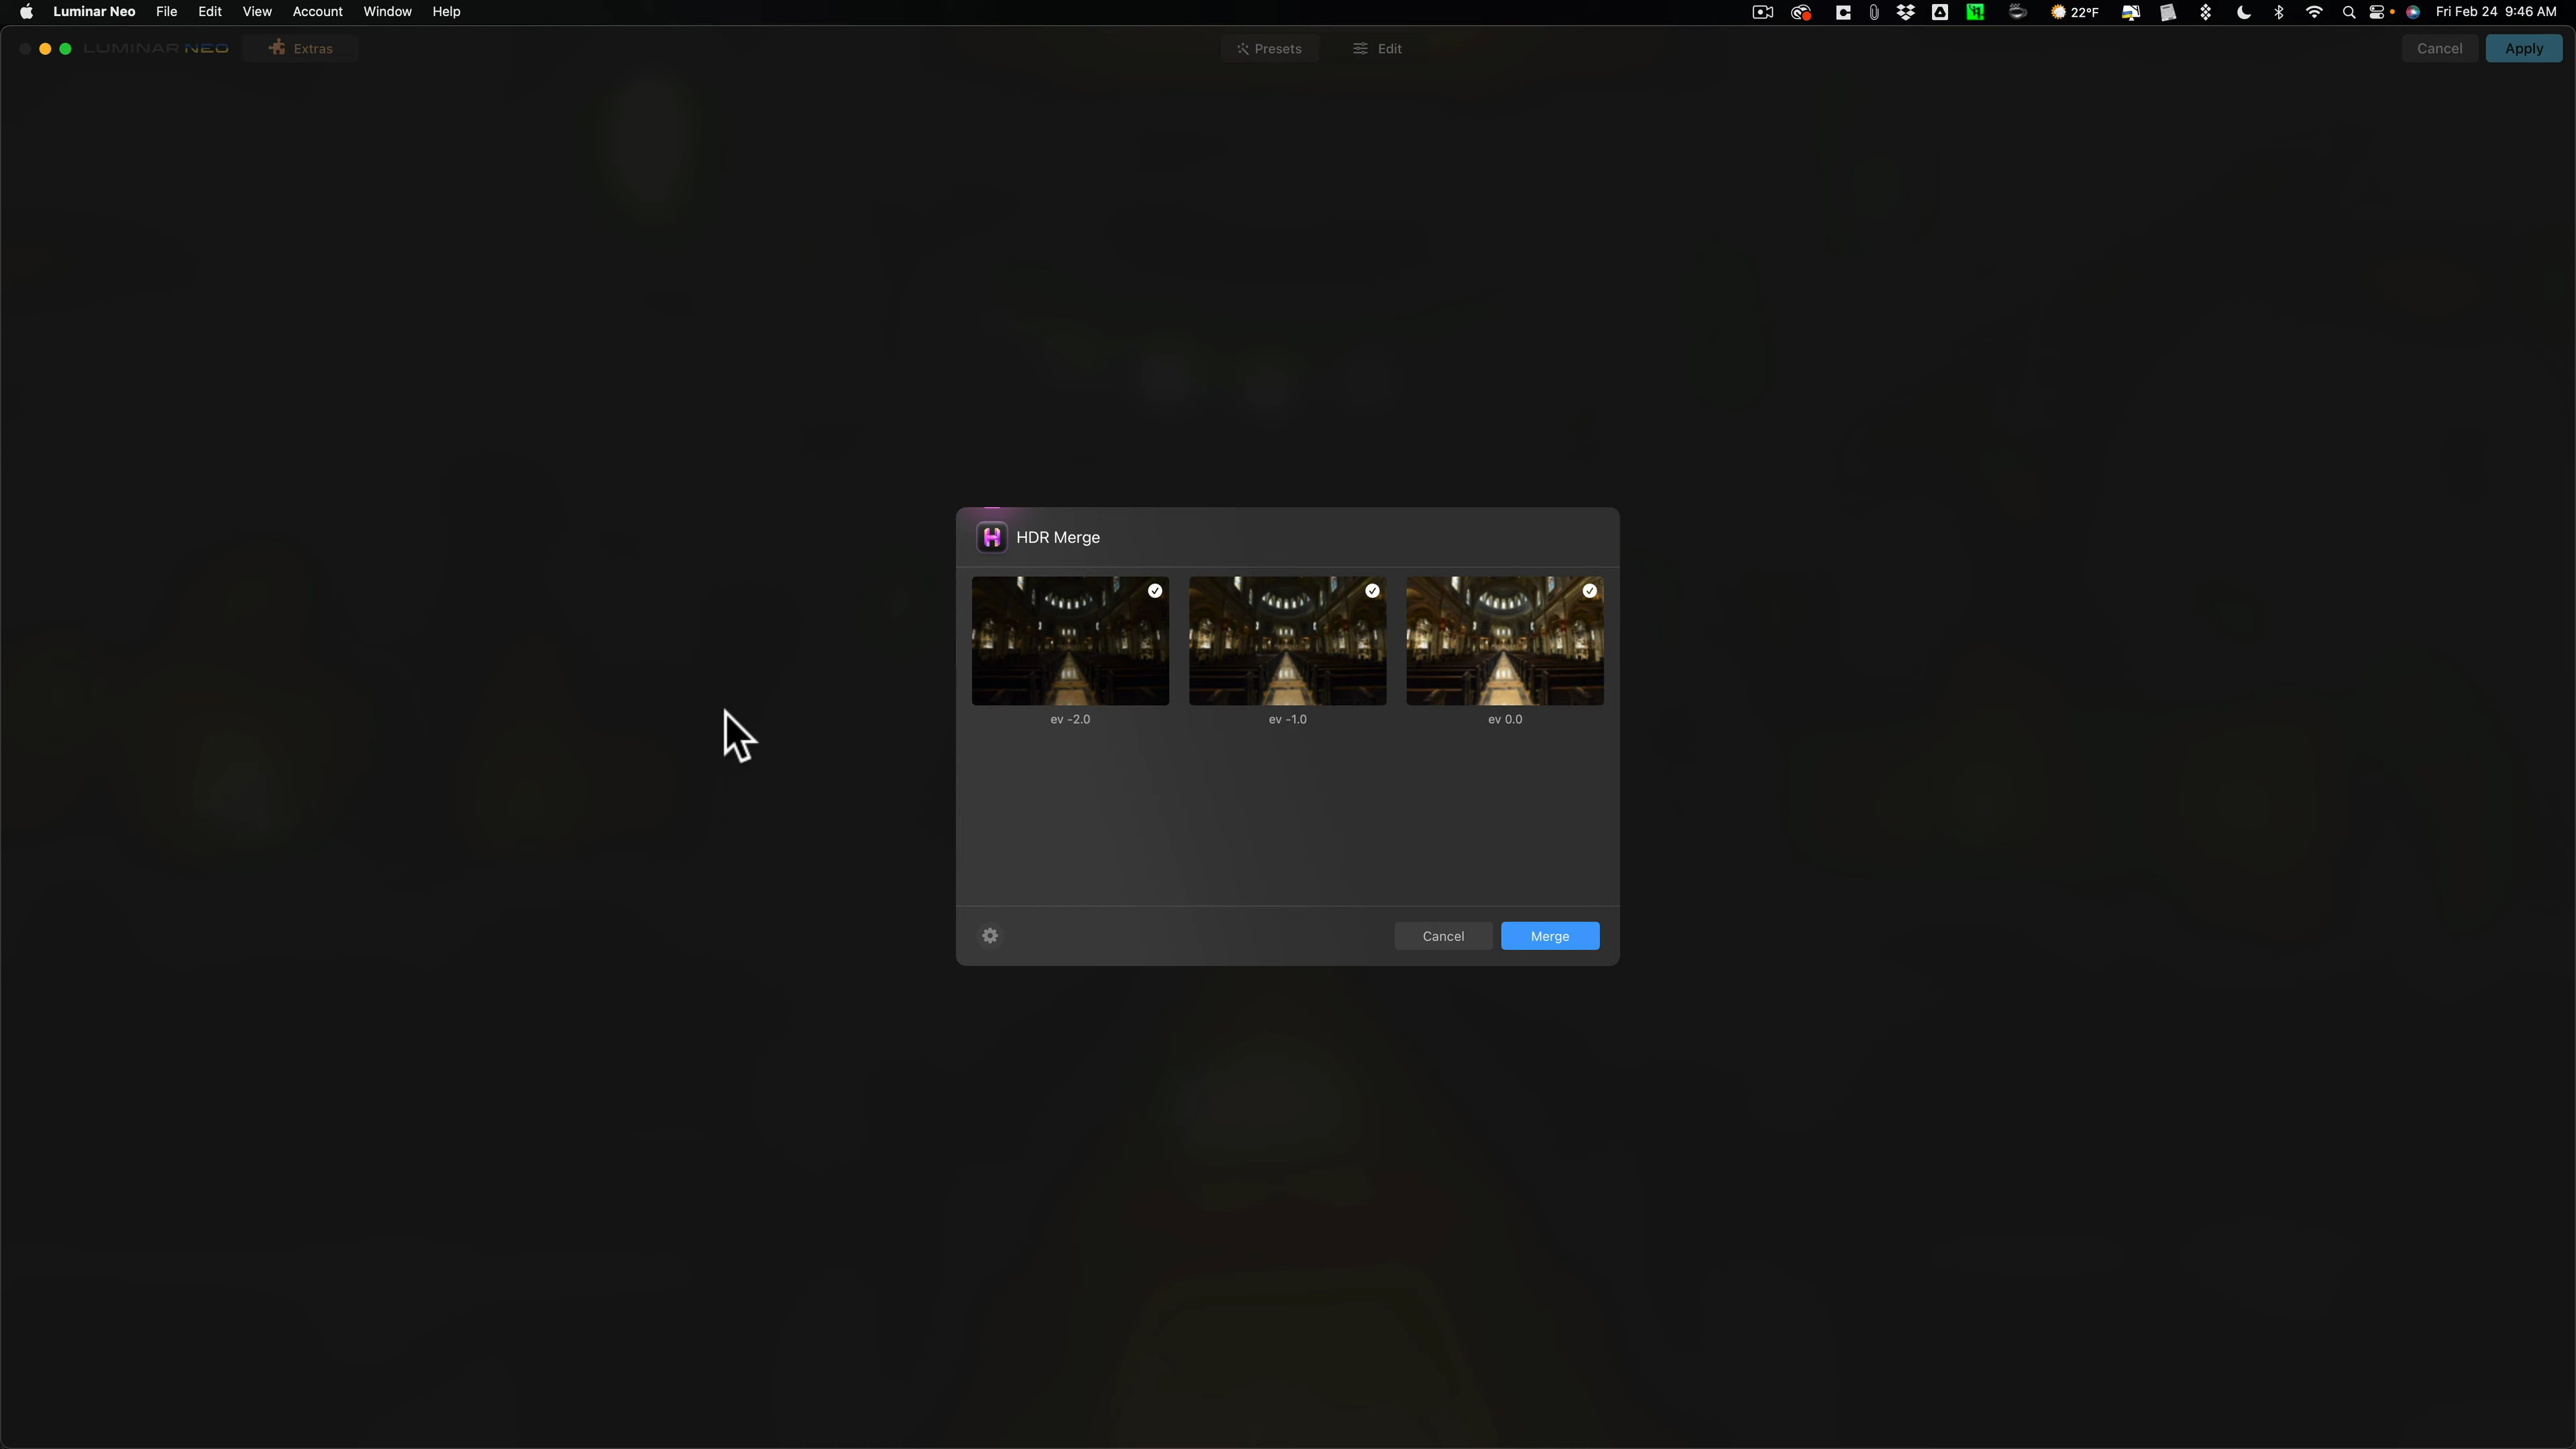 Luminar Neo File Edit View Account Window Help 22°F Fri Feb 24 9:46 AM
LUMINAR NEO Extras Presets Edit Cancel Apply
H HDR Merge
ev -2.0 ev -1.0 ev 0.0
Cancel Merge